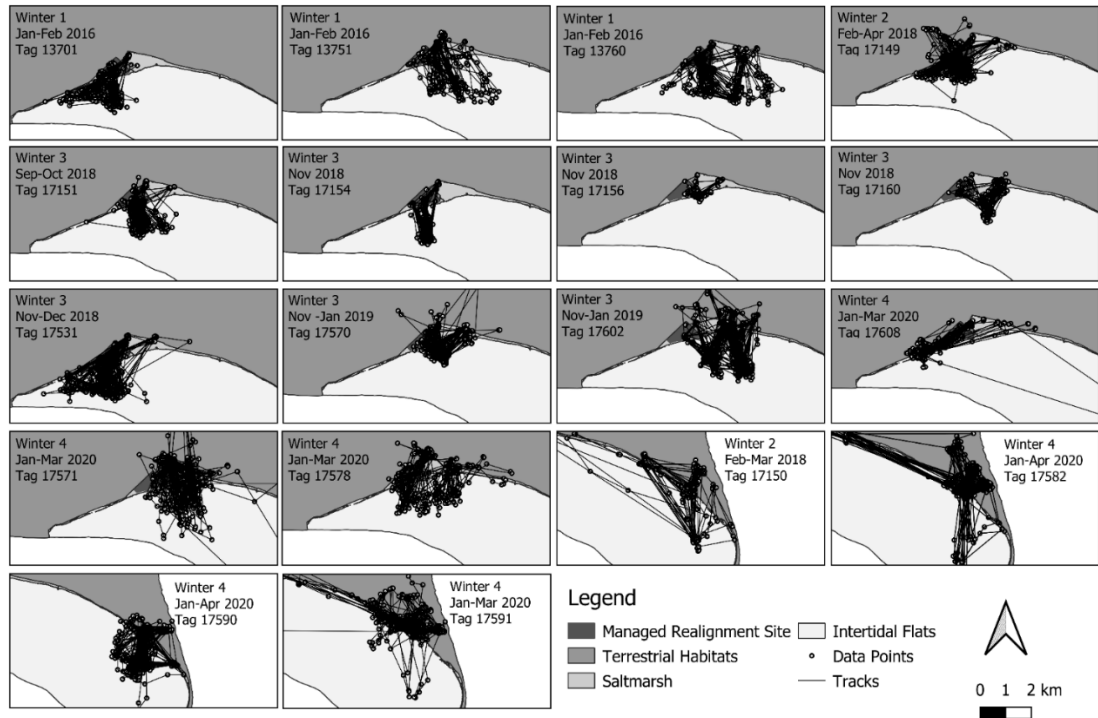 Winter 1
Jan-Feb 2016
Tag 13701
Winter 1
Jan-Feb 2016
Tag 13751
Winter 1
Jan-Feb 2016
Tag 13760
Winter 2
Feb-Apr 2018
Tag 17149
Winter 3
Sep-Oct 2018
Tag 17151
Winter 3
Nov 2018
Tag 17154
Winter 3
Nov 2018
Tag 17156
Winter 3
Nov 2018
Tag 17160
Winter 3
Nov-Dec 2018
Tag 17531
Winter 3
Nov -Jan 2019
Tag 17570
Winter 3
Nov-Jan 2019
Tag 17602
Winter 4
Jan-Mar 2020
Tag 17608
Winter 4
Jan-Mar 2020
Tag 17571
Winter 4
Jan-Mar 2020
Tag 17578
Winter 2
Feb-Mar 2018
Tag 17150
Winter 4
Jan-Apr 2020
Tag 17582
Winter 4
Jan-Apr 2020
Tag 17590
Winter 4
Jan-Mar 2020
Tag 17591
Legend
Managed Realignment Site
Terrestrial Habitats
Saltmarsh
Intertidal Flats
Data Points
Tracks
0 1 2 km